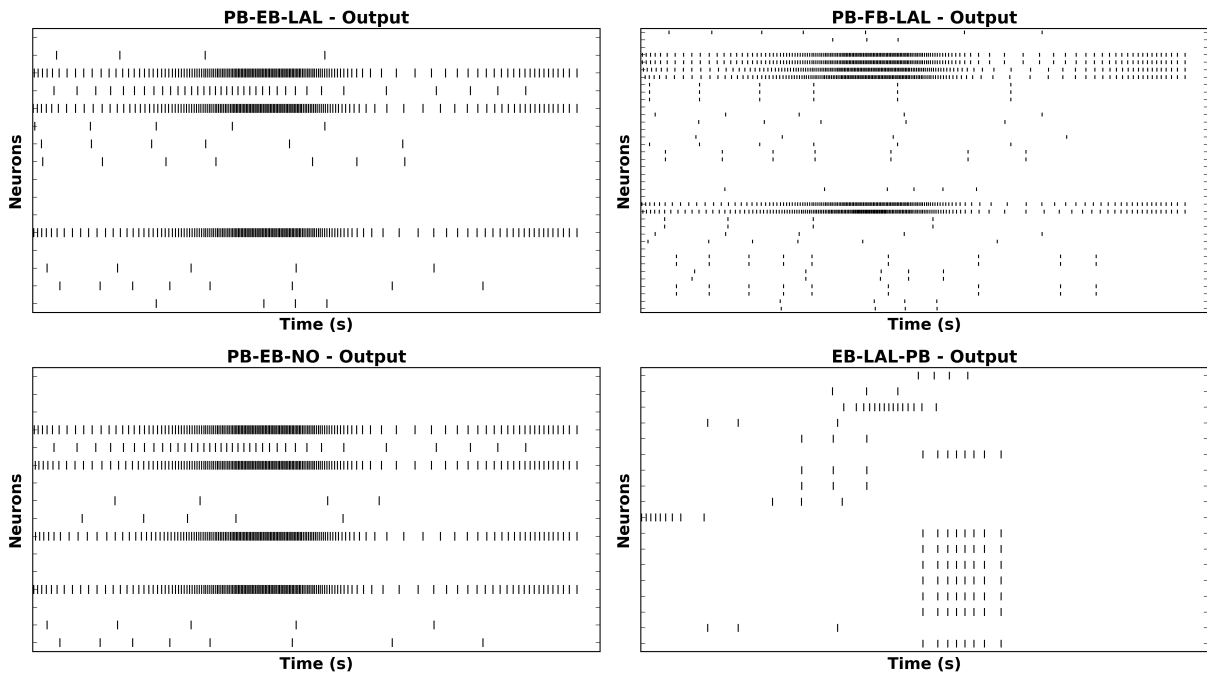 PB-EB-LAL - Output
Neurons
Time (s)
PB-FB-LAL - Output
Neurons
Time (s)
PB-EB-NO - Output
Neurons
Time (s)
EB-LAL-PB - Output
Neurons
Time (s)